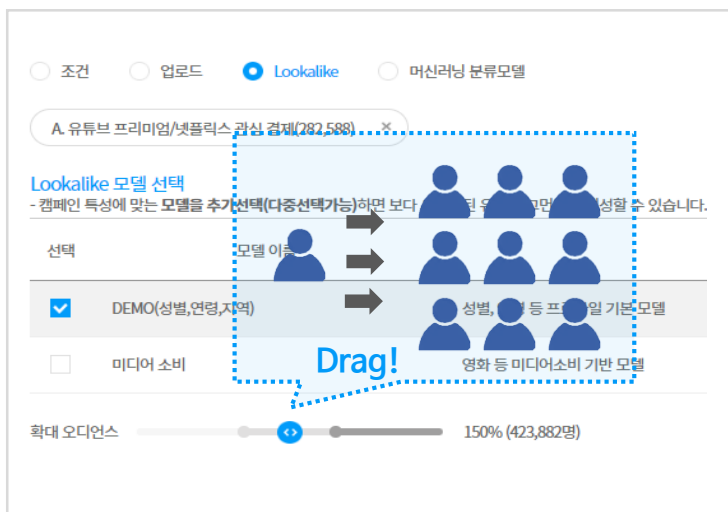 조건 업로드 Lookalike 머신러닝 분류모델
A. 유튜브 프리미엄/넷플릭스 관심 결제(282,588) ×
Lookalike 모델 선택
- 캠페인 특성에 맞는 모델을 추가선택(다중선택가능)하면 보다 수 있습니다.
선택 모델 이름
DEMO(성별,연령,지역) 성별, 등 프로파일 기본 모델
미디어 소비 영화 등 미디어소비 기반 모델
Drag!
확대 오디언스 150% (423,882명)